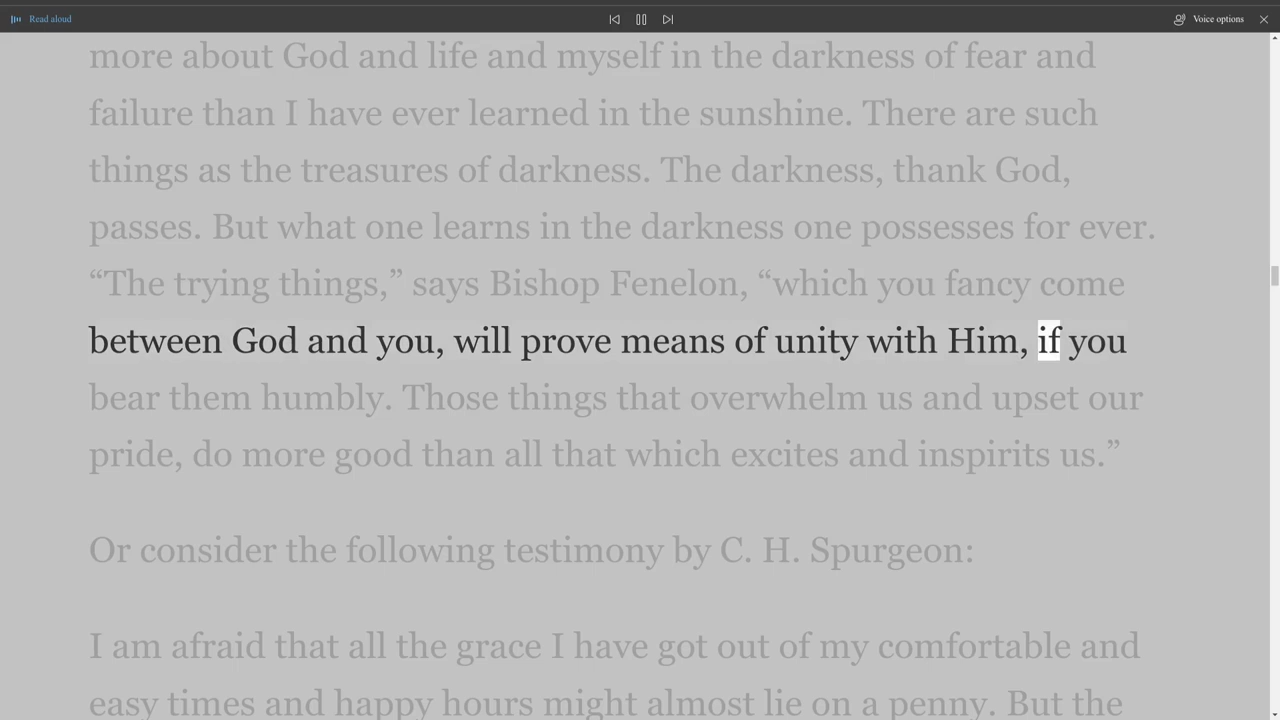 Read aloud
Voice options
more about God and life and myself in the darkness of fear and
failure than I have ever learned in the sunshine. There are such
things as the treasures of darkness. The darkness, thank God,
passes. But what one learns in the darkness one possesses for ever.
“The trying things,” says Bishop Fenelon, “which you fancy come
between God and you, will prove means of unity with Him, if you
bear them humbly. Those things that overwhelm us and upset our
pride, do more good than all that which excites and inspirits us.”
Or consider the following testimony by C. H. Spurgeon:
I am afraid that all the grace I have got out of my comfortable and
easy times and happy hours might almost lie on a penny. But the